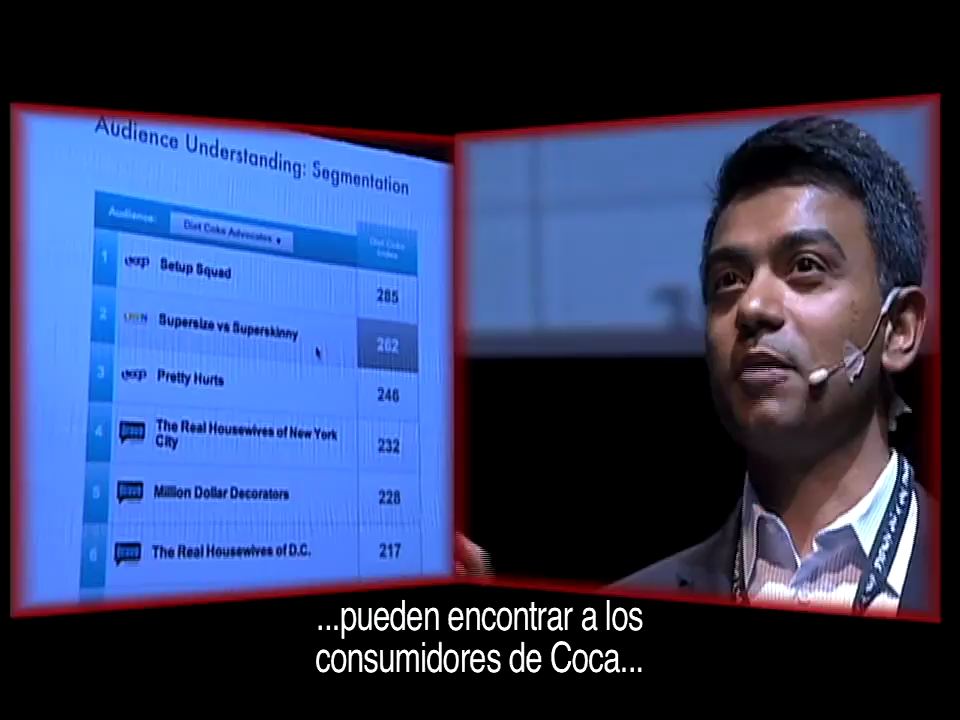 Audience Understanding: Segmentation
Audience:
Diet Coke Advocates
Diet Coke
Index
1
Setup Squad
285
2
Supersize vs Superskinny
262
3
Pretty Hurts
246
4
The Real Housewives of New York
City
232
5
Million Dollar Decorators
228
6
The Real Housewives of D.C.
217
...pueden encontrar a los
consumidores de Coca...